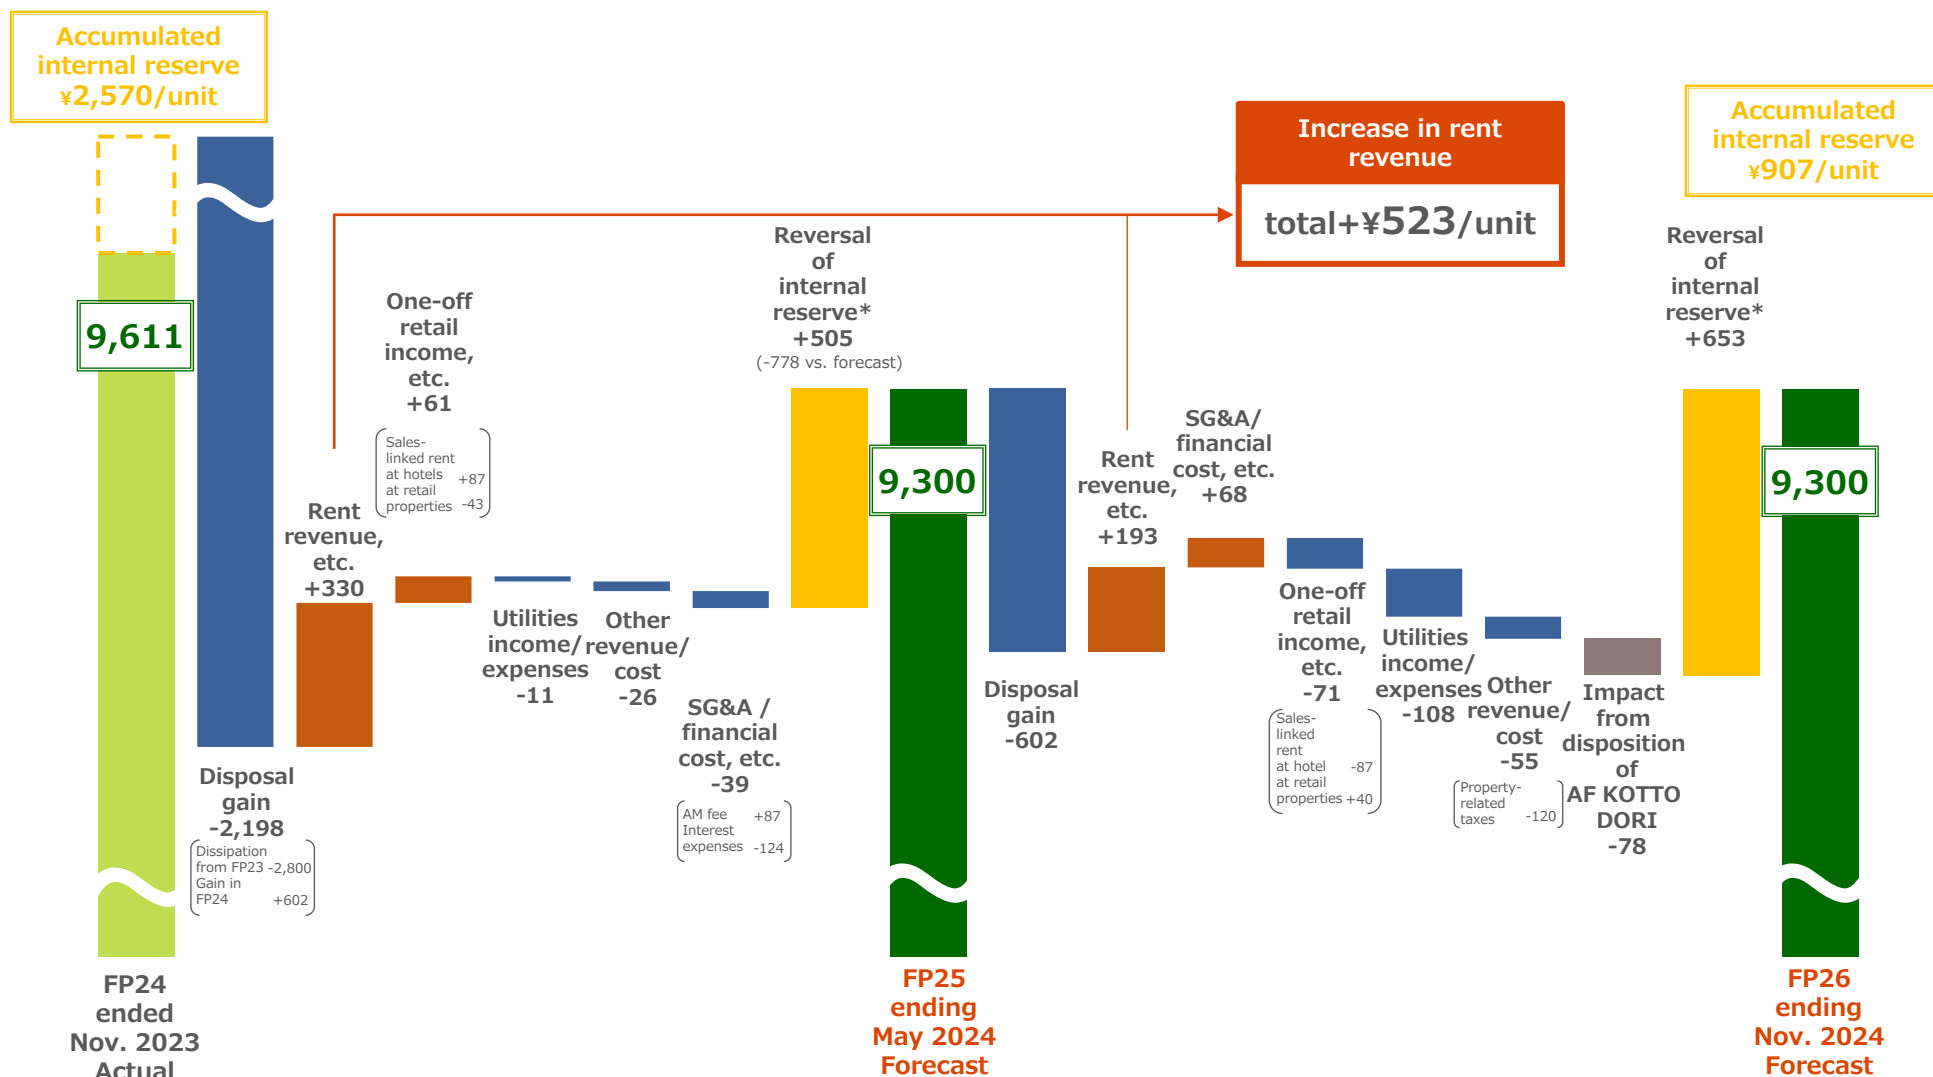 Accumulated
internal reserve
¥2,570/unit
9,611
FP24
ended
Nov. 2023
Actual
Disposal
gain
-2,198
Dissipation
from FP23 -2,800
Gain in
FP24 +602
Rent
revenue,
etc.
+330
One-off
retail
income,
etc.
+61
Sales-
linked rent
at hotels +87
at retail
properties -43
Utilities
income/
expenses
-11
Other
revenue/
cost
-26
SG&A /
financial
cost, etc.
-39
AM fee +87
Interest
expenses -124
Reversal
of
internal
reserve*
+505
(-778 vs. forecast)
9,300
FP25
ending
May 2024
Forecast
Increase in rent
revenue
total+¥523/unit
Disposal
gain
-602
Rent
revenue,
etc.
+193
SG&A/
financial
cost, etc.
+68
One-off
retail
income,
etc.
-71
Sales-
linked
rent
at hotel -87
at retail
properties +40
Utilities
income/
expenses
-108
Other
revenue/
cost
-55
Property-
related
taxes -120
Impact
from
disposition
of
AF KOTTO
DORI
-78
Accumulated
internal reserve
¥907/unit
Reversal
of
internal
reserve*
+653
9,300
FP26
ending
Nov. 2024
Forecast